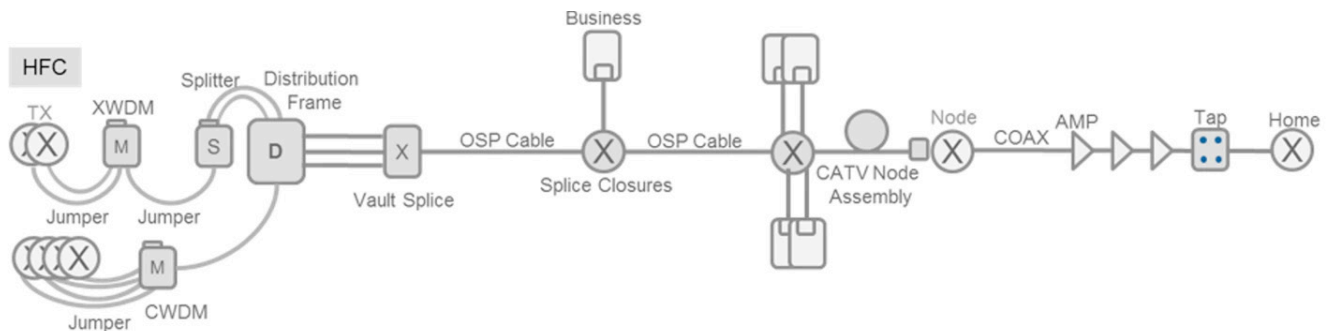 HFC
TX
X
X
XWDM
M
Jumper
Jumper
Splitter
S
Distribution
Frame
D
X
Vault Splice
OSP Cable
Business
X
Splice Closures
OSP Cable
X
CATV Node
Assembly
Node
X
COAX
AMP
Tap
Home
X
X
X
X
X
M
CWDM
Jumper